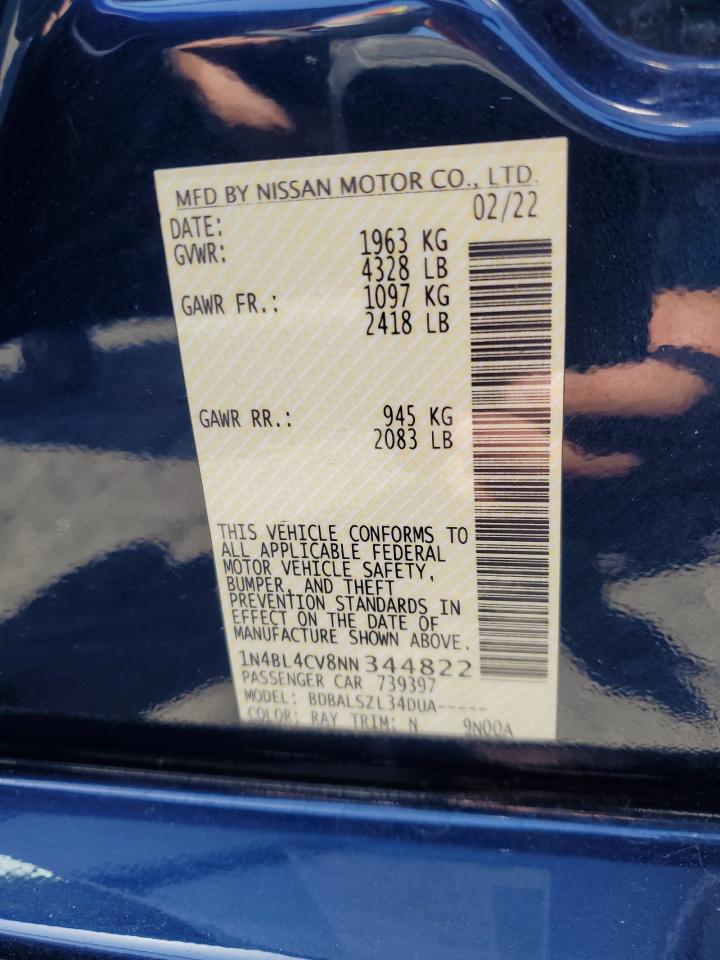 MFD BY NISSAN MOTOR CO., LTD.
DATE: 02/22
GVWR: 1963 KG
4328 LB
GAWR FR.: 1097 KG
2418 LB
GAWR RR.: 945 KG
2083 LB
THIS VEHICLE CONFORMS TO
ALL APPLICABLE FEDERAL
MOTOR VEHICLE SAFETY,
BUMPER, AND THEFT
PREVENTION STANDARDS IN
EFFECT ON THE DATE OF
MANUFACTURE SHOWN ABOVE.
1N4BL4CV8NN344822
PASSENGER CAR 739397
MODEL: BDBALSZL34DUA-----
COLOR: RAY TRIM: N 9N00A